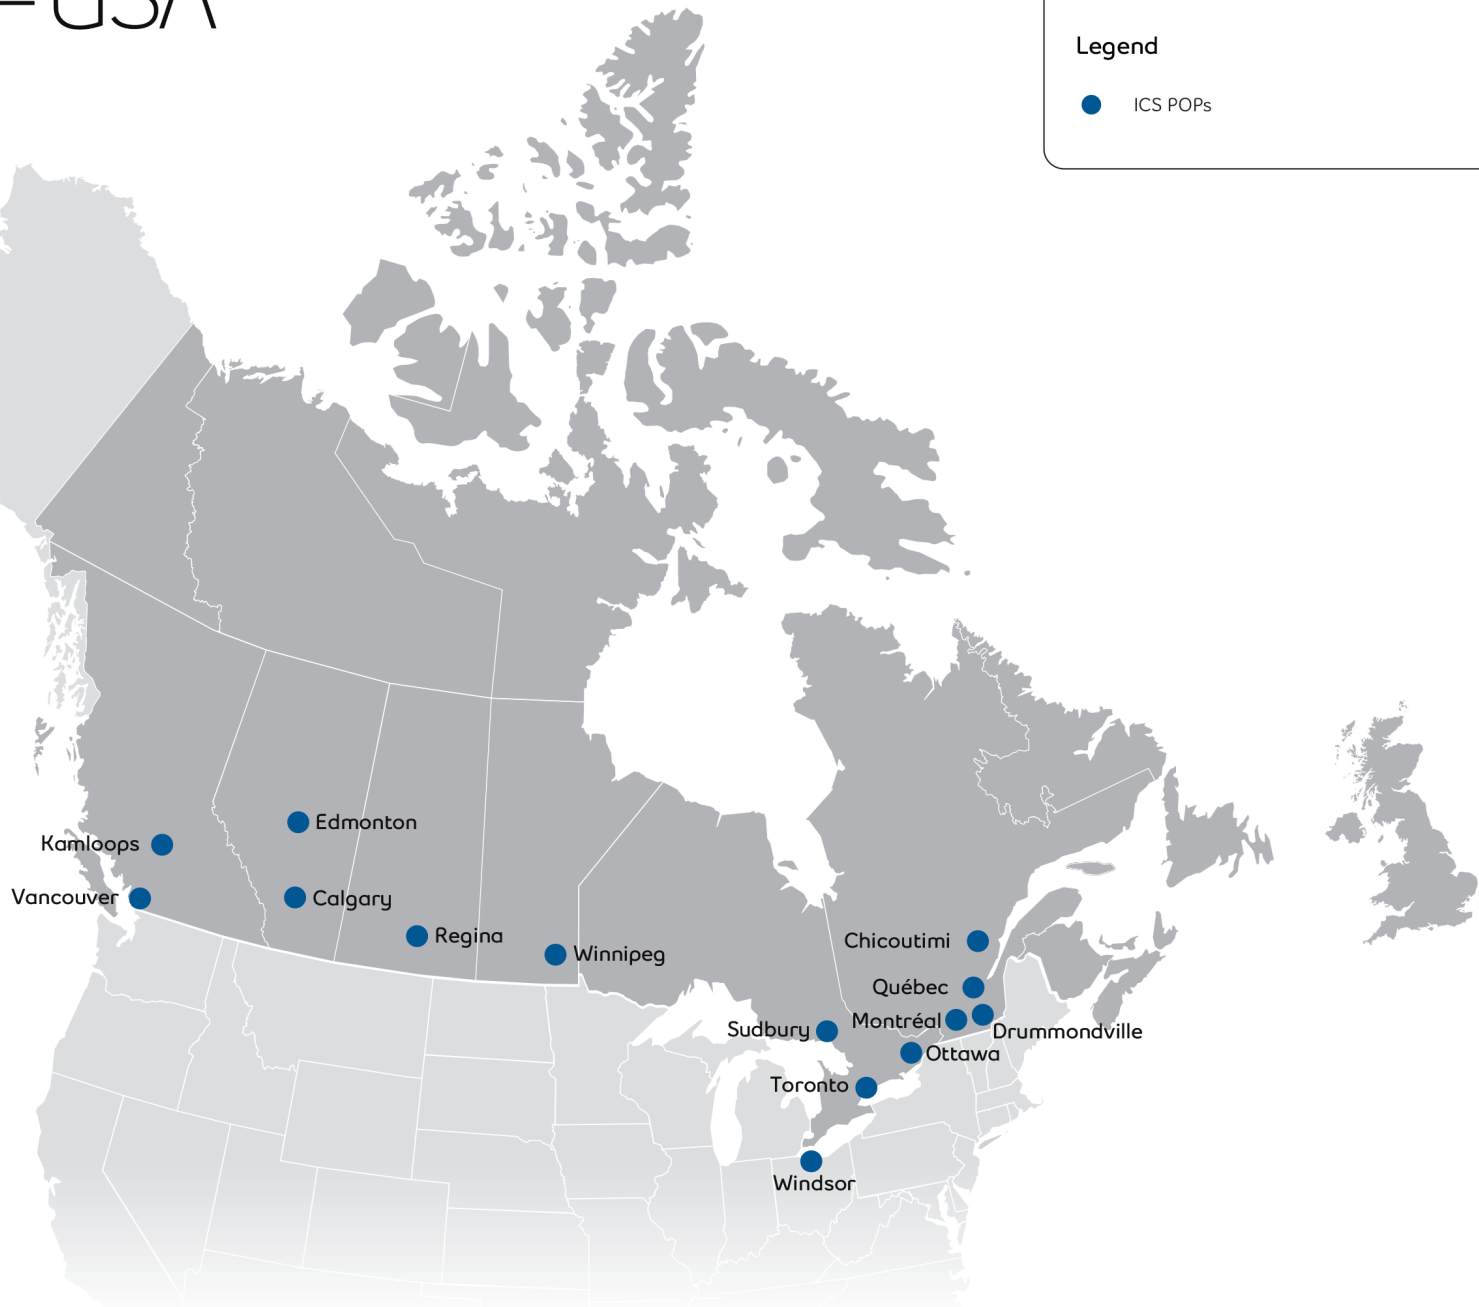 Legend
ICS POPs
Edmonton
Kamloops
Vancouver
Calgary
Regina
Winnipeg
Chicoutimi
Québec
Montréal
Drummondville
Sudbury
Ottawa
Toronto
Windsor